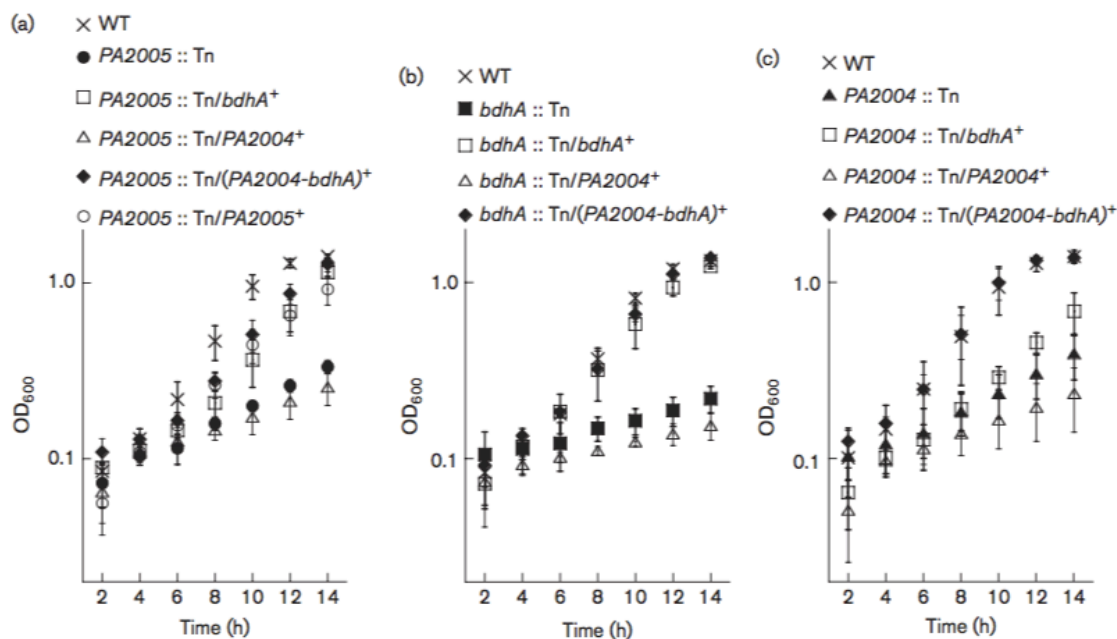 (a)
WT
PA2005 :: Tn
PA2005 :: Tn/bdhA+
PA2005 :: Tn/PA2004+
PA2005 :: Tn/(PA2004-bdhA)+
PA2005 :: Tn/PA2005+
1.0
0.1
OD600
2 4 6 8 10 12 14
Time (h)
(b)
WT
bdhA :: Tn
bdhA :: Tn/bdhA+
bdhA :: Tn/PA2004+
bdhA :: Tn/(PA2004-bdhA)+
1.0
0.1
OD600
2 4 6 8 10 12 14
Time (h)
(c)
WT
PA2004 :: Tn
PA2004 :: Tn/bdhA+
PA2004 :: Tn/PA2004+
PA2004 :: Tn/(PA2004-bdhA)+
1.0
0.1
OD600
2 4 6 8 10 12 14
Time (h)